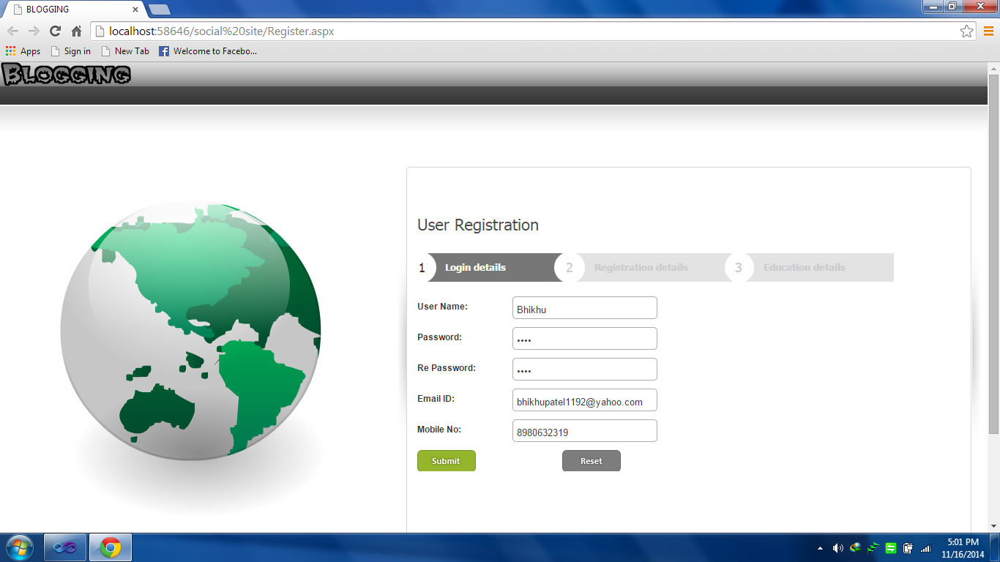 BLOGGING
localhost:58646/social%20site/Register.aspx
Apps Sign in New Tab Welcome to Facebo...
BLOGGING
User Registration
1 Login details 2 Registration details 3 Education details
User Name: Bhikhu
Password: ••••
Re Password: ••••
Email ID: bhikhupatel1192@yahoo.com
Mobile No: 8980632319
Submit Reset
5:01 PM
11/16/2014